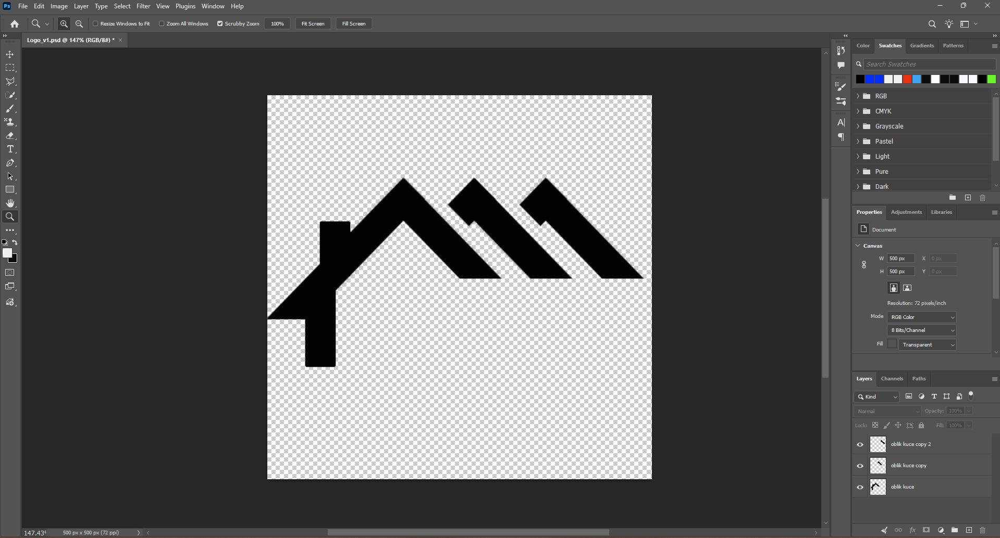 Ps File Edit Image Layer Type Select Filter View Plugins Window Help
Resize Windows to Fit Zoom All Windows Scrubby Zoom 100% Fit Screen Fill Screen
Logo_v1.psd @ 147% (RGB/8#) *
Color Swatches Gradients Patterns
Search Swatches
RGB
CMYK
Grayscale
Pastel
Light
Pure
Dark
Properties Adjustments Libraries
Document
Canvas
W 500 px X 0 px
H 500 px Y 0 px
Resolution: 72 pixels/inch
Mode RGB Color
8 Bits/Channel
Fill Transparent
Layers Channels Paths
Kind
Normal Opacity: 100%
Lock: Fill: 100%
oblik kuce copy 2
oblik kuce copy
oblik kuce
147.43% 500 px x 500 px (72 ppi)